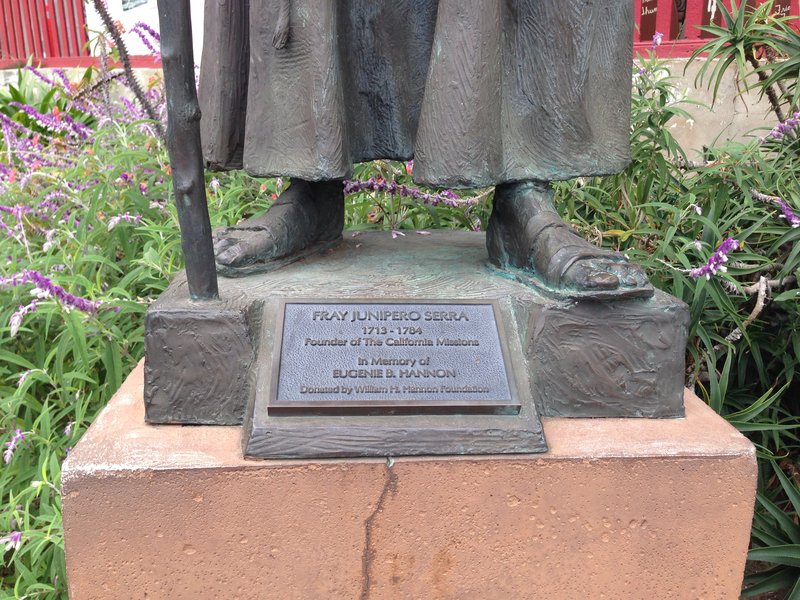 FRAY JUNIPERO SERRA
1713 - 1784
Founder of The California Missions
In Memory of
EUGENIE B. HANNON
Donated by William H. Hannon Foundation